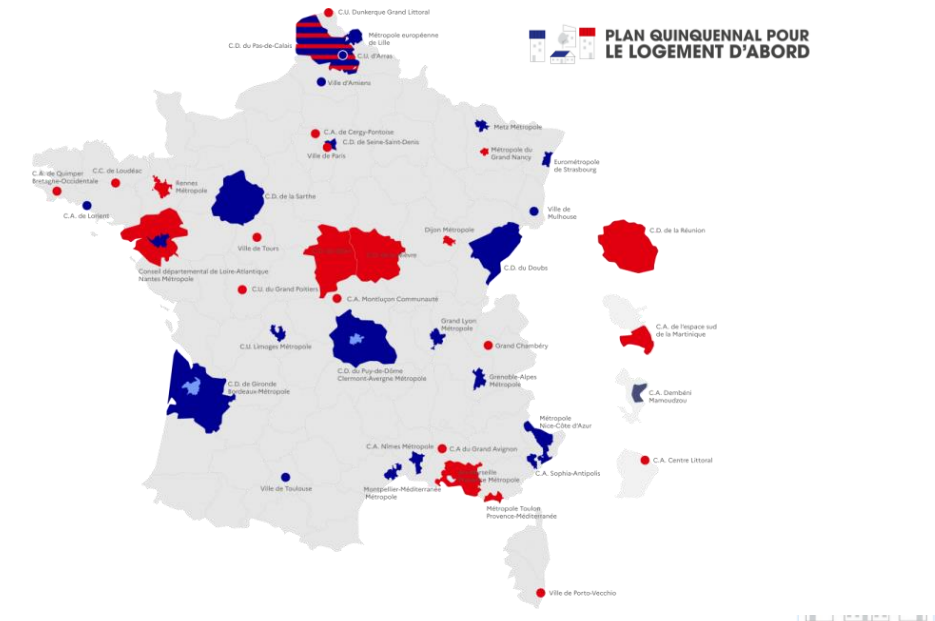 C.U. Dunkerque Grand Littoral
PLAN QUINQUENNAL POUR
LE LOGEMENT D'ABORD
Métropole européenne
de Lille
C.D. du Pas-de-Calais
C.U. d'Arras
Ville d'Amiens
C.A. de Cergy-Pontoise
C.D. de Seine-Saint-Denis
Ville de Paris
Metz Métropole
Métropole du
Grand Nancy
Eurométropole
de Strasbourg
C.A. de Quimper
Bretagne-Occidentale
C.C. de Loudéac
Rennes
Métropole
C.A. de Lorient
C.D. de la Sarthe
Ville de
Mulhouse
Ville de Tours
Dijon Métropole
C.D. de la Réunion
C.D. du Doubs
Conseil départemental de Loire-Atlantique
Nantes Métropole
C.U. du Grand Poitiers
C.A. Montluçon Communauté
Grand Lyon
Métropole
C.A. de l'espace sud
de la Martinique
C.U. Limoges Métropole
Grand Chambéry
C.D. du Puy-de-Dôme
Clermont-Avergne Métropole
Grenoble-Alpes
Métropole
C.D. de Gironde
Bordeaux-Métropole
C.A. Dembéni
Mamoudzou
Métropole
Nice-Côte d'Azur
C.A. Nîmes Métropole
C.A du Grand Avignon
C.A. Centre Littoral
C.A. Sophia-Antipolis
Ville de Toulouse
Montpellier-Méditerranée
Métropole
Métropole
Métropole Toulon
Provence-Méditerranée
Ville de Porto-Vecchio